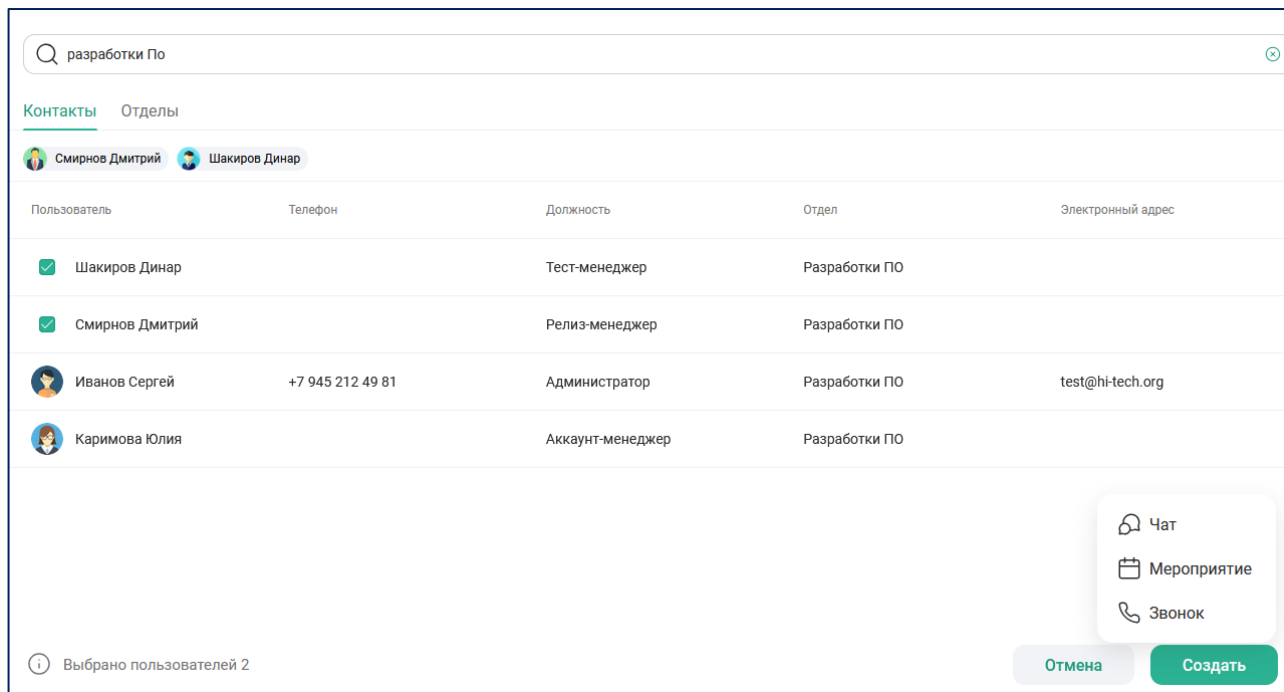 разработки По
Контакты Отделы
Смирнов Дмитрий Шакиров Динар
Пользователь Телефон Должность Отдел Электронный адрес
Шакиров Динар Тест-менеджер Разработки ПО
Смирнов Дмитрий Релиз-менеджер Разработки ПО
Иванов Сергей +7 945 212 49 81 Администратор Разработки ПО test@hi-tech.org
Каримова Юлия Аккаунт-менеджер Разработки ПО
Чат
Мероприятие
Звонок
Выбрано пользователей 2 Отмена Создать